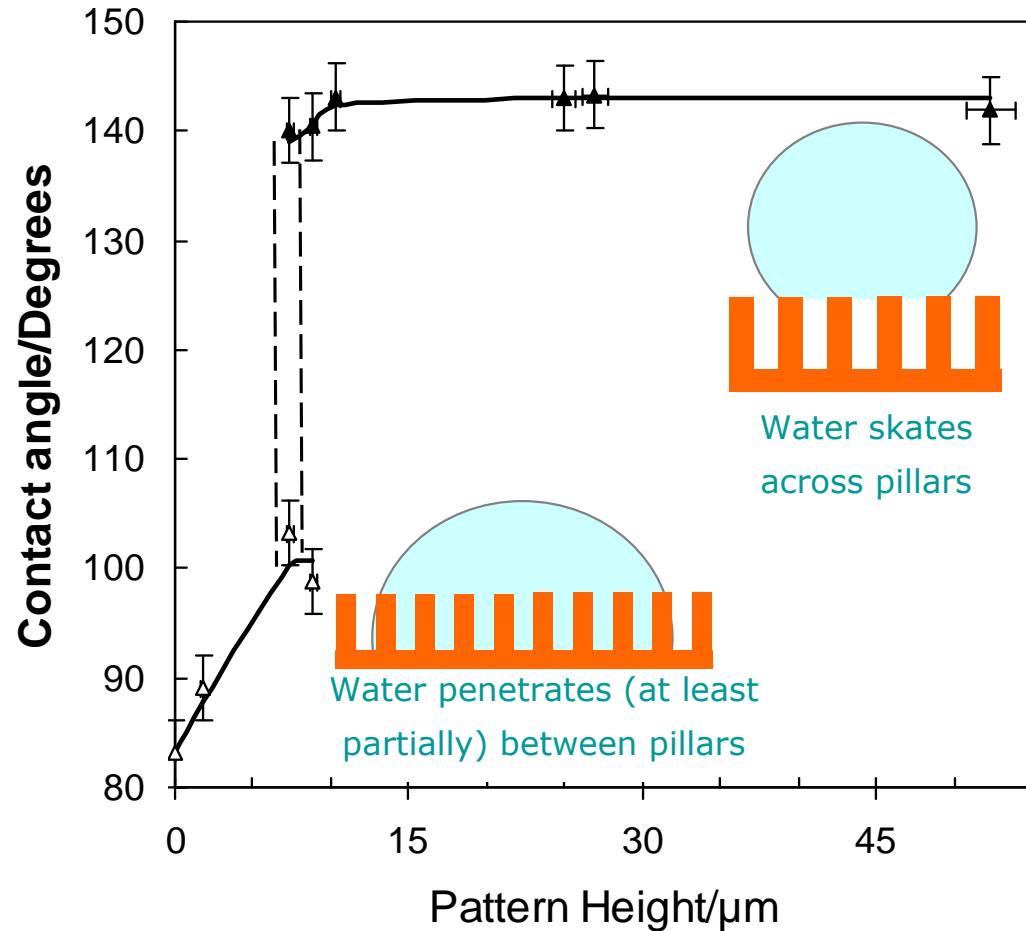 150
140
130
120
110
100
90
80
Contact angle/Degrees
Water skates
across pillars
Water penetrates (at least
partially) between pillars
0
15
30
45
Pattern Height/µm